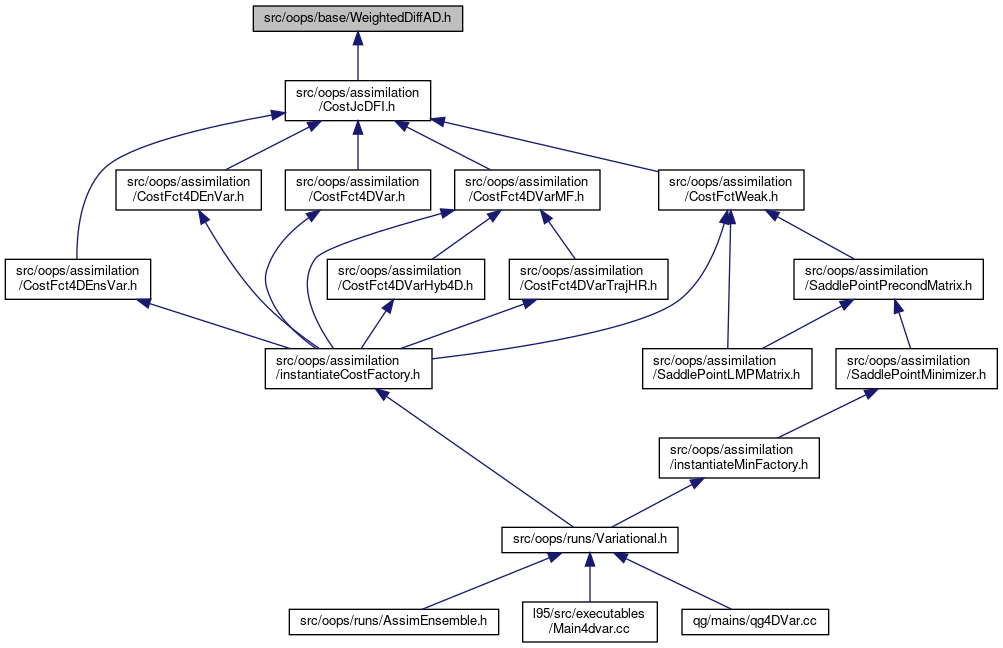 src/oops/base/WeightedDiffAD.h
src/oops/assimilation
/CostJcDFI.h
src/oops/assimilation
/CostFct4DEnVar.h
src/oops/assimilation
/CostFct4DVar.h
src/oops/assimilation
/CostFct4DVarMF.h
src/oops/assimilation
/CostFctWeak.h
src/oops/assimilation
/CostFct4DEnsVar.h
src/oops/assimilation
/CostFct4DVarHyb4D.h
src/oops/assimilation
/CostFct4DVarTrajHR.h
src/oops/assimilation
/SaddlePointPrecondMatrix.h
src/oops/assimilation
/instantiateCostFactory.h
src/oops/assimilation
/SaddlePointLMPMatrix.h
src/oops/assimilation
/SaddlePointMinimizer.h
src/oops/assimilation
/instantiateMinFactory.h
src/oops/runs/Variational.h
src/oops/runs/AssimEnsemble.h
l95/src/executables
/Main4dvar.cc
qg/mains/qg4DVar.cc